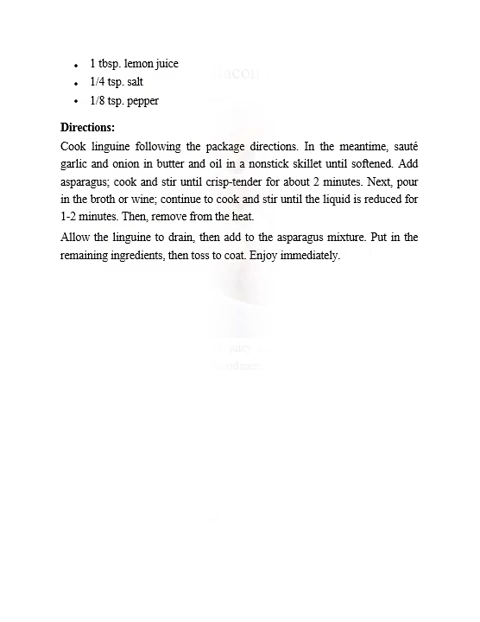 • 1 tbsp. lemon juice
• 1/4 tsp. salt
• 1/8 tsp. pepper
Directions:
Cook linguine following the package directions. In the meantime, sauté
garlic and onion in butter and oil in a nonstick skillet until softened. Add
asparagus; cook and stir until crisp-tender for about 2 minutes. Next, pour
in the broth or wine; continue to cook and stir until the liquid is reduced for
1-2 minutes. Then, remove from the heat.
Allow the linguine to drain, then add to the asparagus mixture. Put in the
remaining ingredients, then toss to coat. Enjoy immediately.